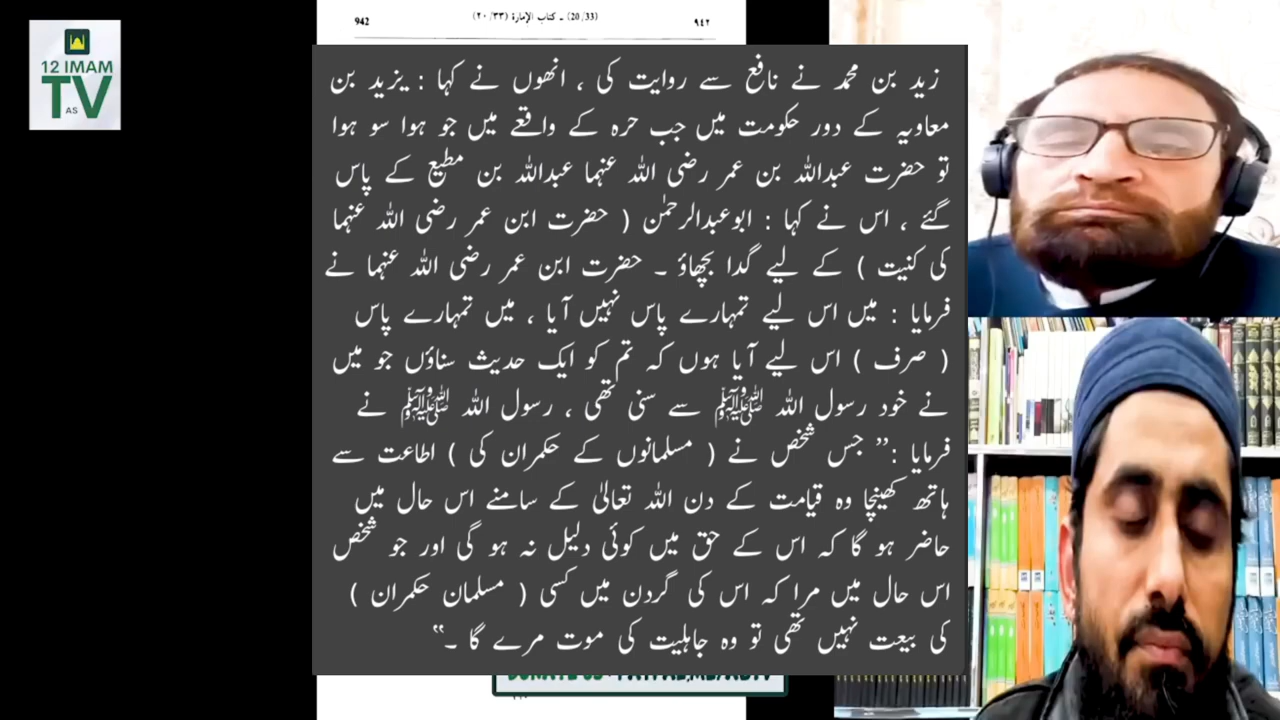 942
(20/33) ـ كتاب الإمارة (٢٠/٣٣)
٩٤٢
12 IMAM
TV
AS
زید بن محمد نے نافع سے روایت کی ، انھوں نے کہا : یزید بن
معاویہ کے دور حکومت میں جب حرہ کے واقعے میں جو ہوا سو ہوا
تو حضرت عبداللہ بن عمر رضی اللہ عنہما عبداللہ بن مطیع کے پاس
گئے ، اس نے کہا : ابوعبدالرحمٰن ( حضرت ابن عمر رضی اللہ عنہما
کی کنیت ) کے لیے گدا بچھاؤ ۔ حضرت ابن عمر رضی اللہ عنہما نے
فرمایا : میں اس لیے تمہارے پاس نہیں آیا ، میں تمہارے پاس
( صرف ) اس لیے آیا ہوں کہ تم کو ایک حدیث سناؤں جو میں
نے خود رسول اللہ ﷺ سے سنی تھی ، رسول اللہ ﷺ نے
فرمایا :” جس شخص نے ( مسلمانوں کے حکمران کی ) اطاعت سے
ہاتھ کھینچا وہ قیامت کے دن اللہ تعالیٰ کے سامنے اس حال میں
حاضر ہو گا کہ اس کے حق میں کوئی دلیل نہ ہو گی اور جو شخص
اس حال میں مرا کہ اس کی گردن میں کسی ( مسلمان حکمران )
کی بیعت نہیں تھی تو وہ جاہلیت کی موت مرے گا ۔“